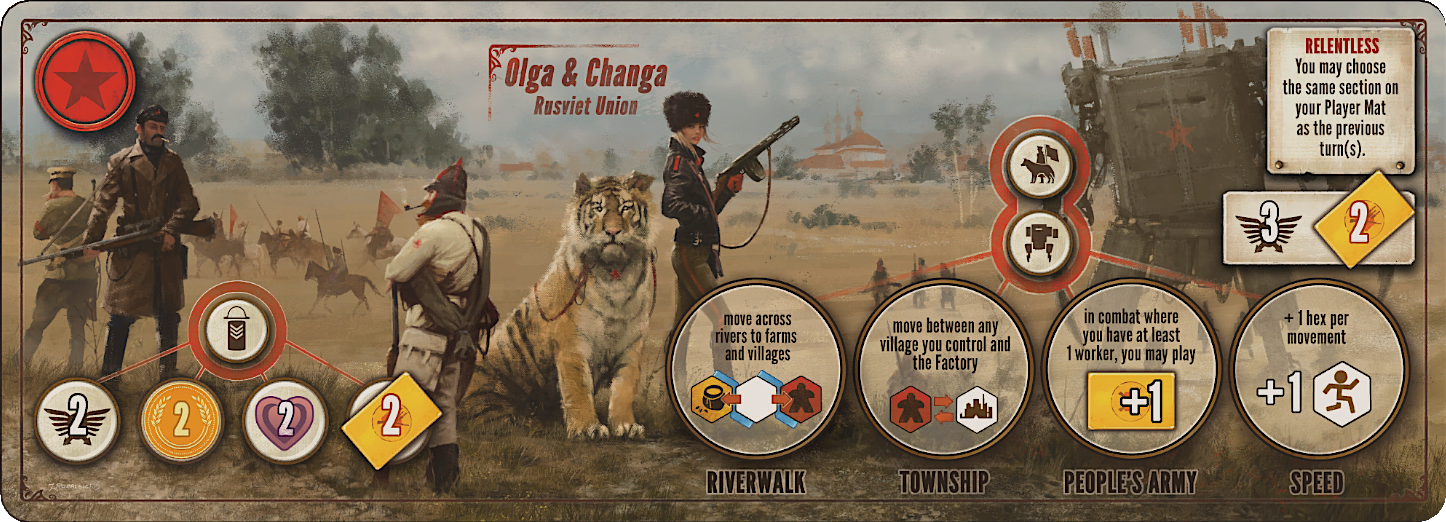 Olga & Changa
Rusviet Union
RELENTLESS
You may choose
the same section on
your Player Mat
as the previous
turn(s).
3
2
2
2
2
2
move across
rivers to farms
and villages
RIVERWALK
move between any
village you control and
the Factory
TOWNSHIP
in combat where
you have at least
1 worker, you may play
+1
PEOPLE'S ARMY
+ 1 hex per
movement
+1
SPEED